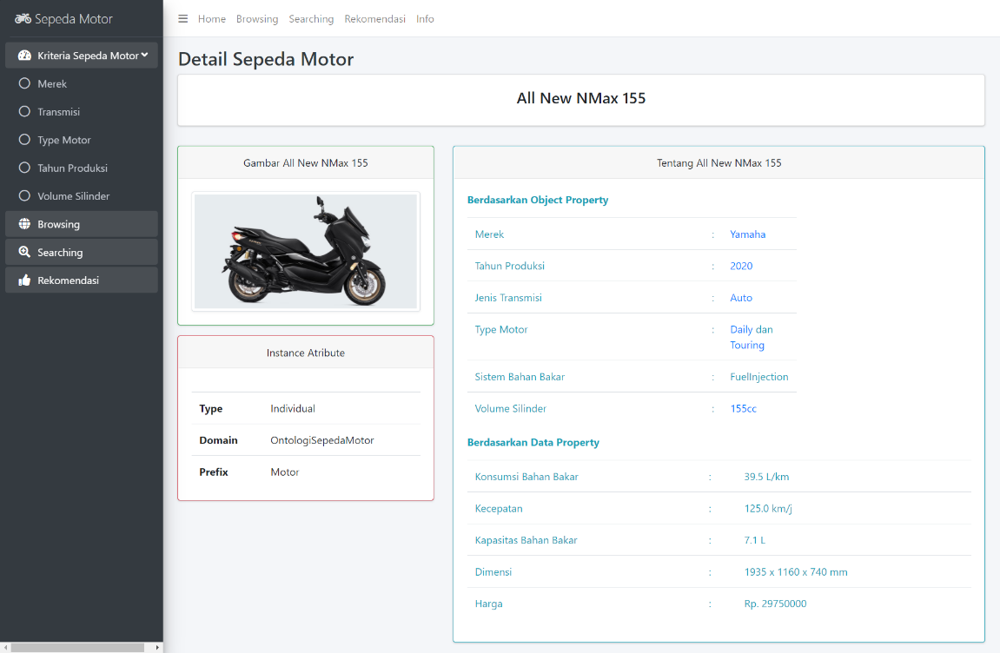 Sepeda Motor
Home Browsing Searching Rekomendasi Info
Kriteria Sepeda Motor
Merek
Transmisi
Type Motor
Tahun Produksi
Volume Silinder
Browsing
Searching
Rekomendasi
Detail Sepeda Motor
All New NMax 155
Gambar All New NMax 155
Instance Atribute
Type Individual
Domain OntologiSepedaMotor
Prefix Motor
Tentang All New NMax 155
Berdasarkan Object Property
Merek : Yamaha
Tahun Produksi : 2020
Jenis Transmisi : Auto
Type Motor : Daily dan
Touring
Sistem Bahan Bakar : FuelInjection
Volume Silinder : 155cc
Berdasarkan Data Property
Konsumsi Bahan Bakar : 39.5 L/km
Kecepatan : 125.0 km/j
Kapasitas Bahan Bakar : 7.1 L
Dimensi : 1935 x 1160 x 740 mm
Harga : Rp. 29750000